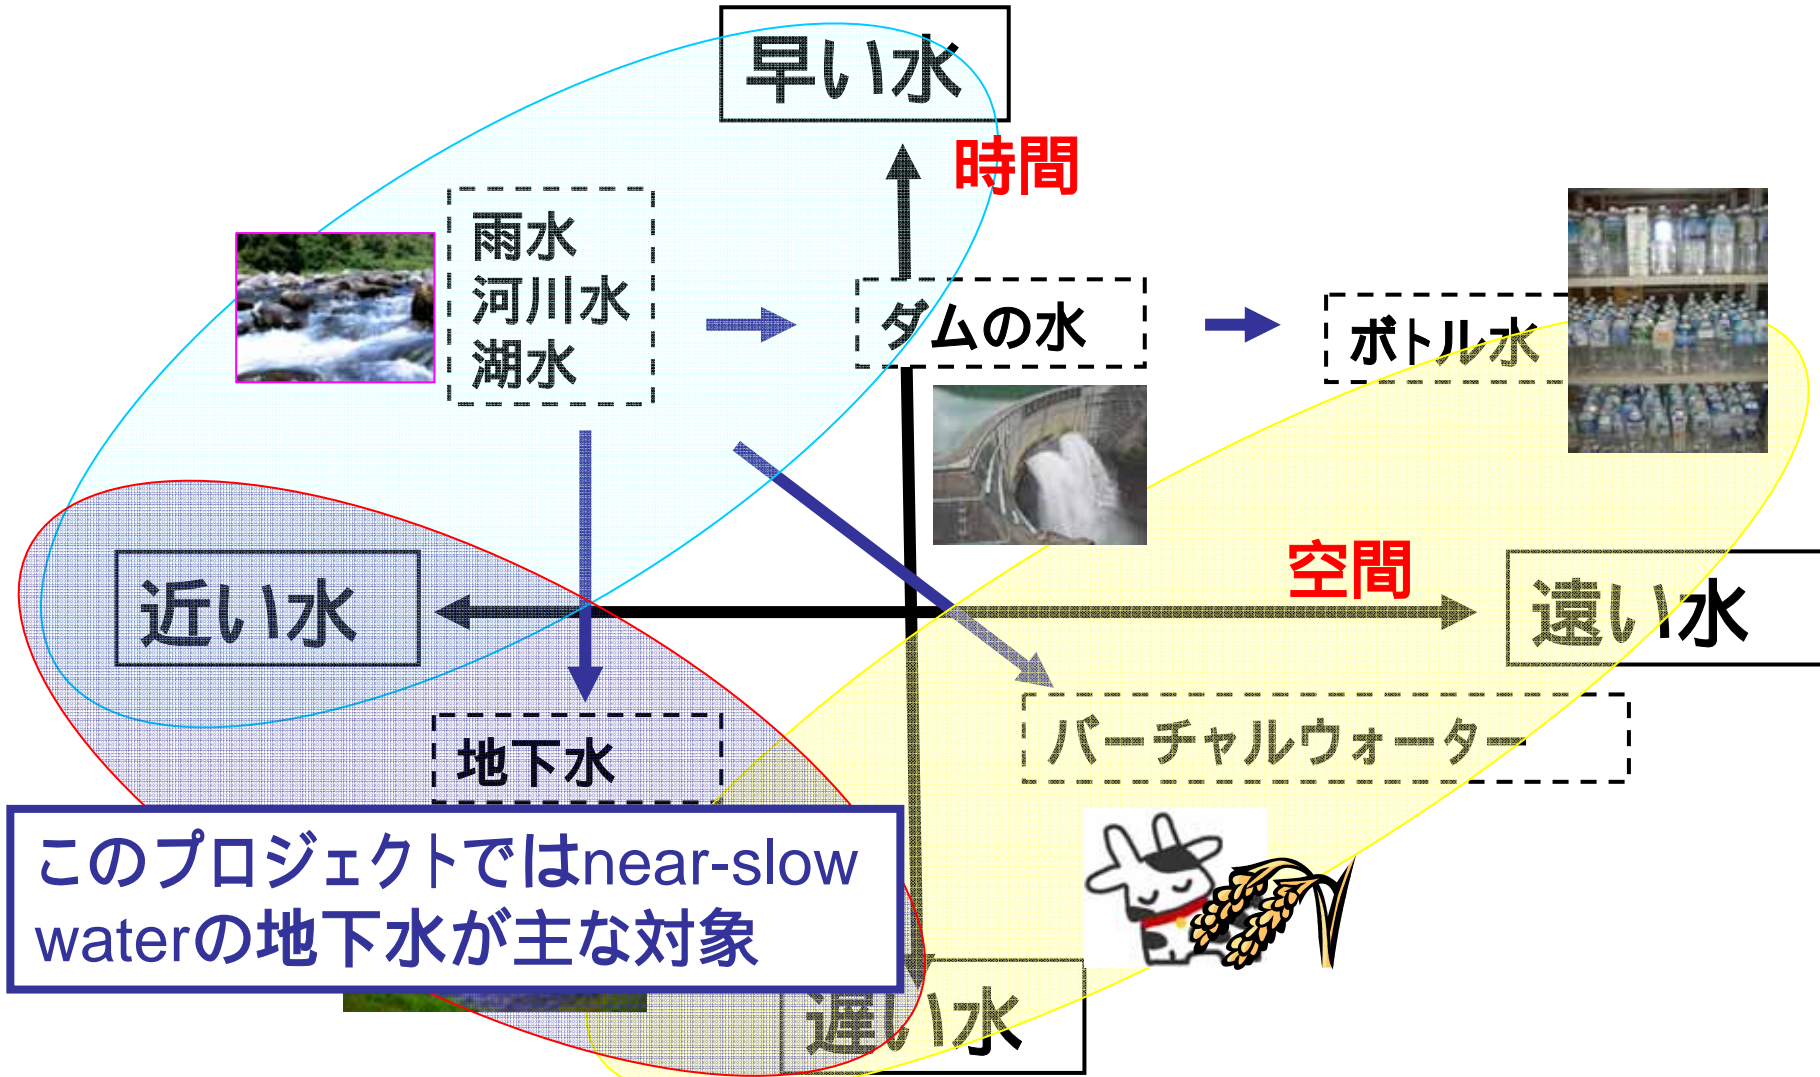 早い水
時間
雨水
河川水
湖水
ダムの水
ボトル水
空間
近い水
遠い水
地下水
バーチャルウォーター
このプロジェクトではnear-slow
waterの地下水が主な対象
遅い水